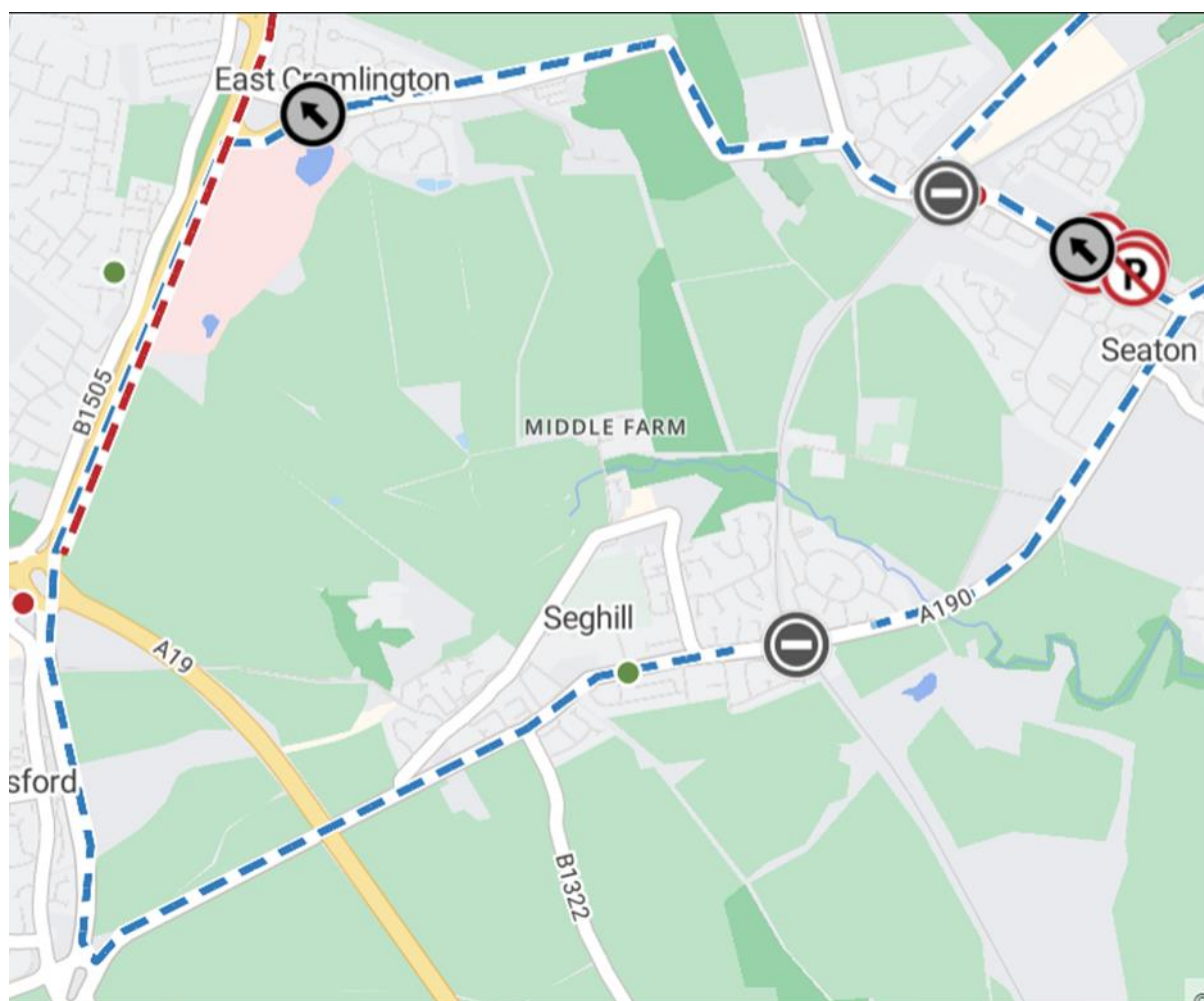 East Cramlington
P
Seaton
B1505
MIDDLE FARM
A190
Seghill
A19
sford
B1322